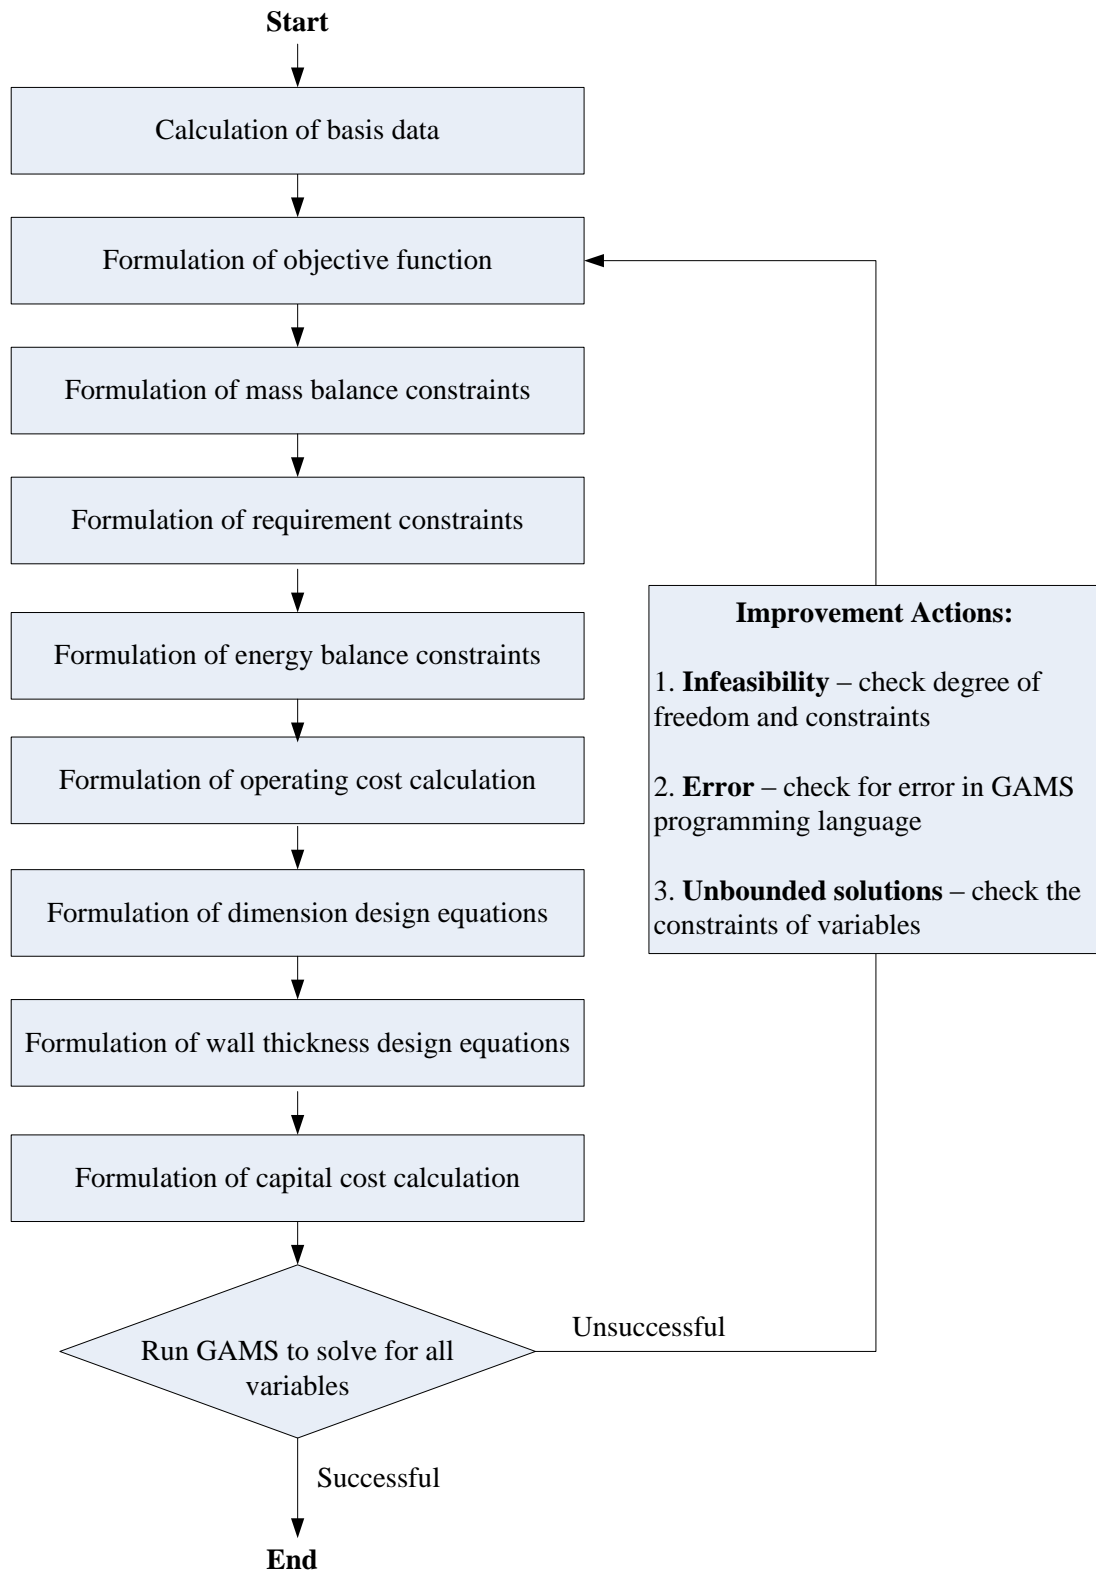 Start
Calculation of basis data
Formulation of objective function
Formulation of mass balance constraints
Formulation of requirement constraints
Formulation of energy balance constraints
Formulation of operating cost calculation
Formulation of dimension design equations
Formulation of wall thickness design equations
Formulation of capital cost calculation
Run GAMS to solve for all
variables
Unsuccessful
Improvement Actions:
1. Infeasibility – check degree of
freedom and constraints
2. Error – check for error in GAMS
programming language
3. Unbounded solutions – check the
constraints of variables
Successful
End